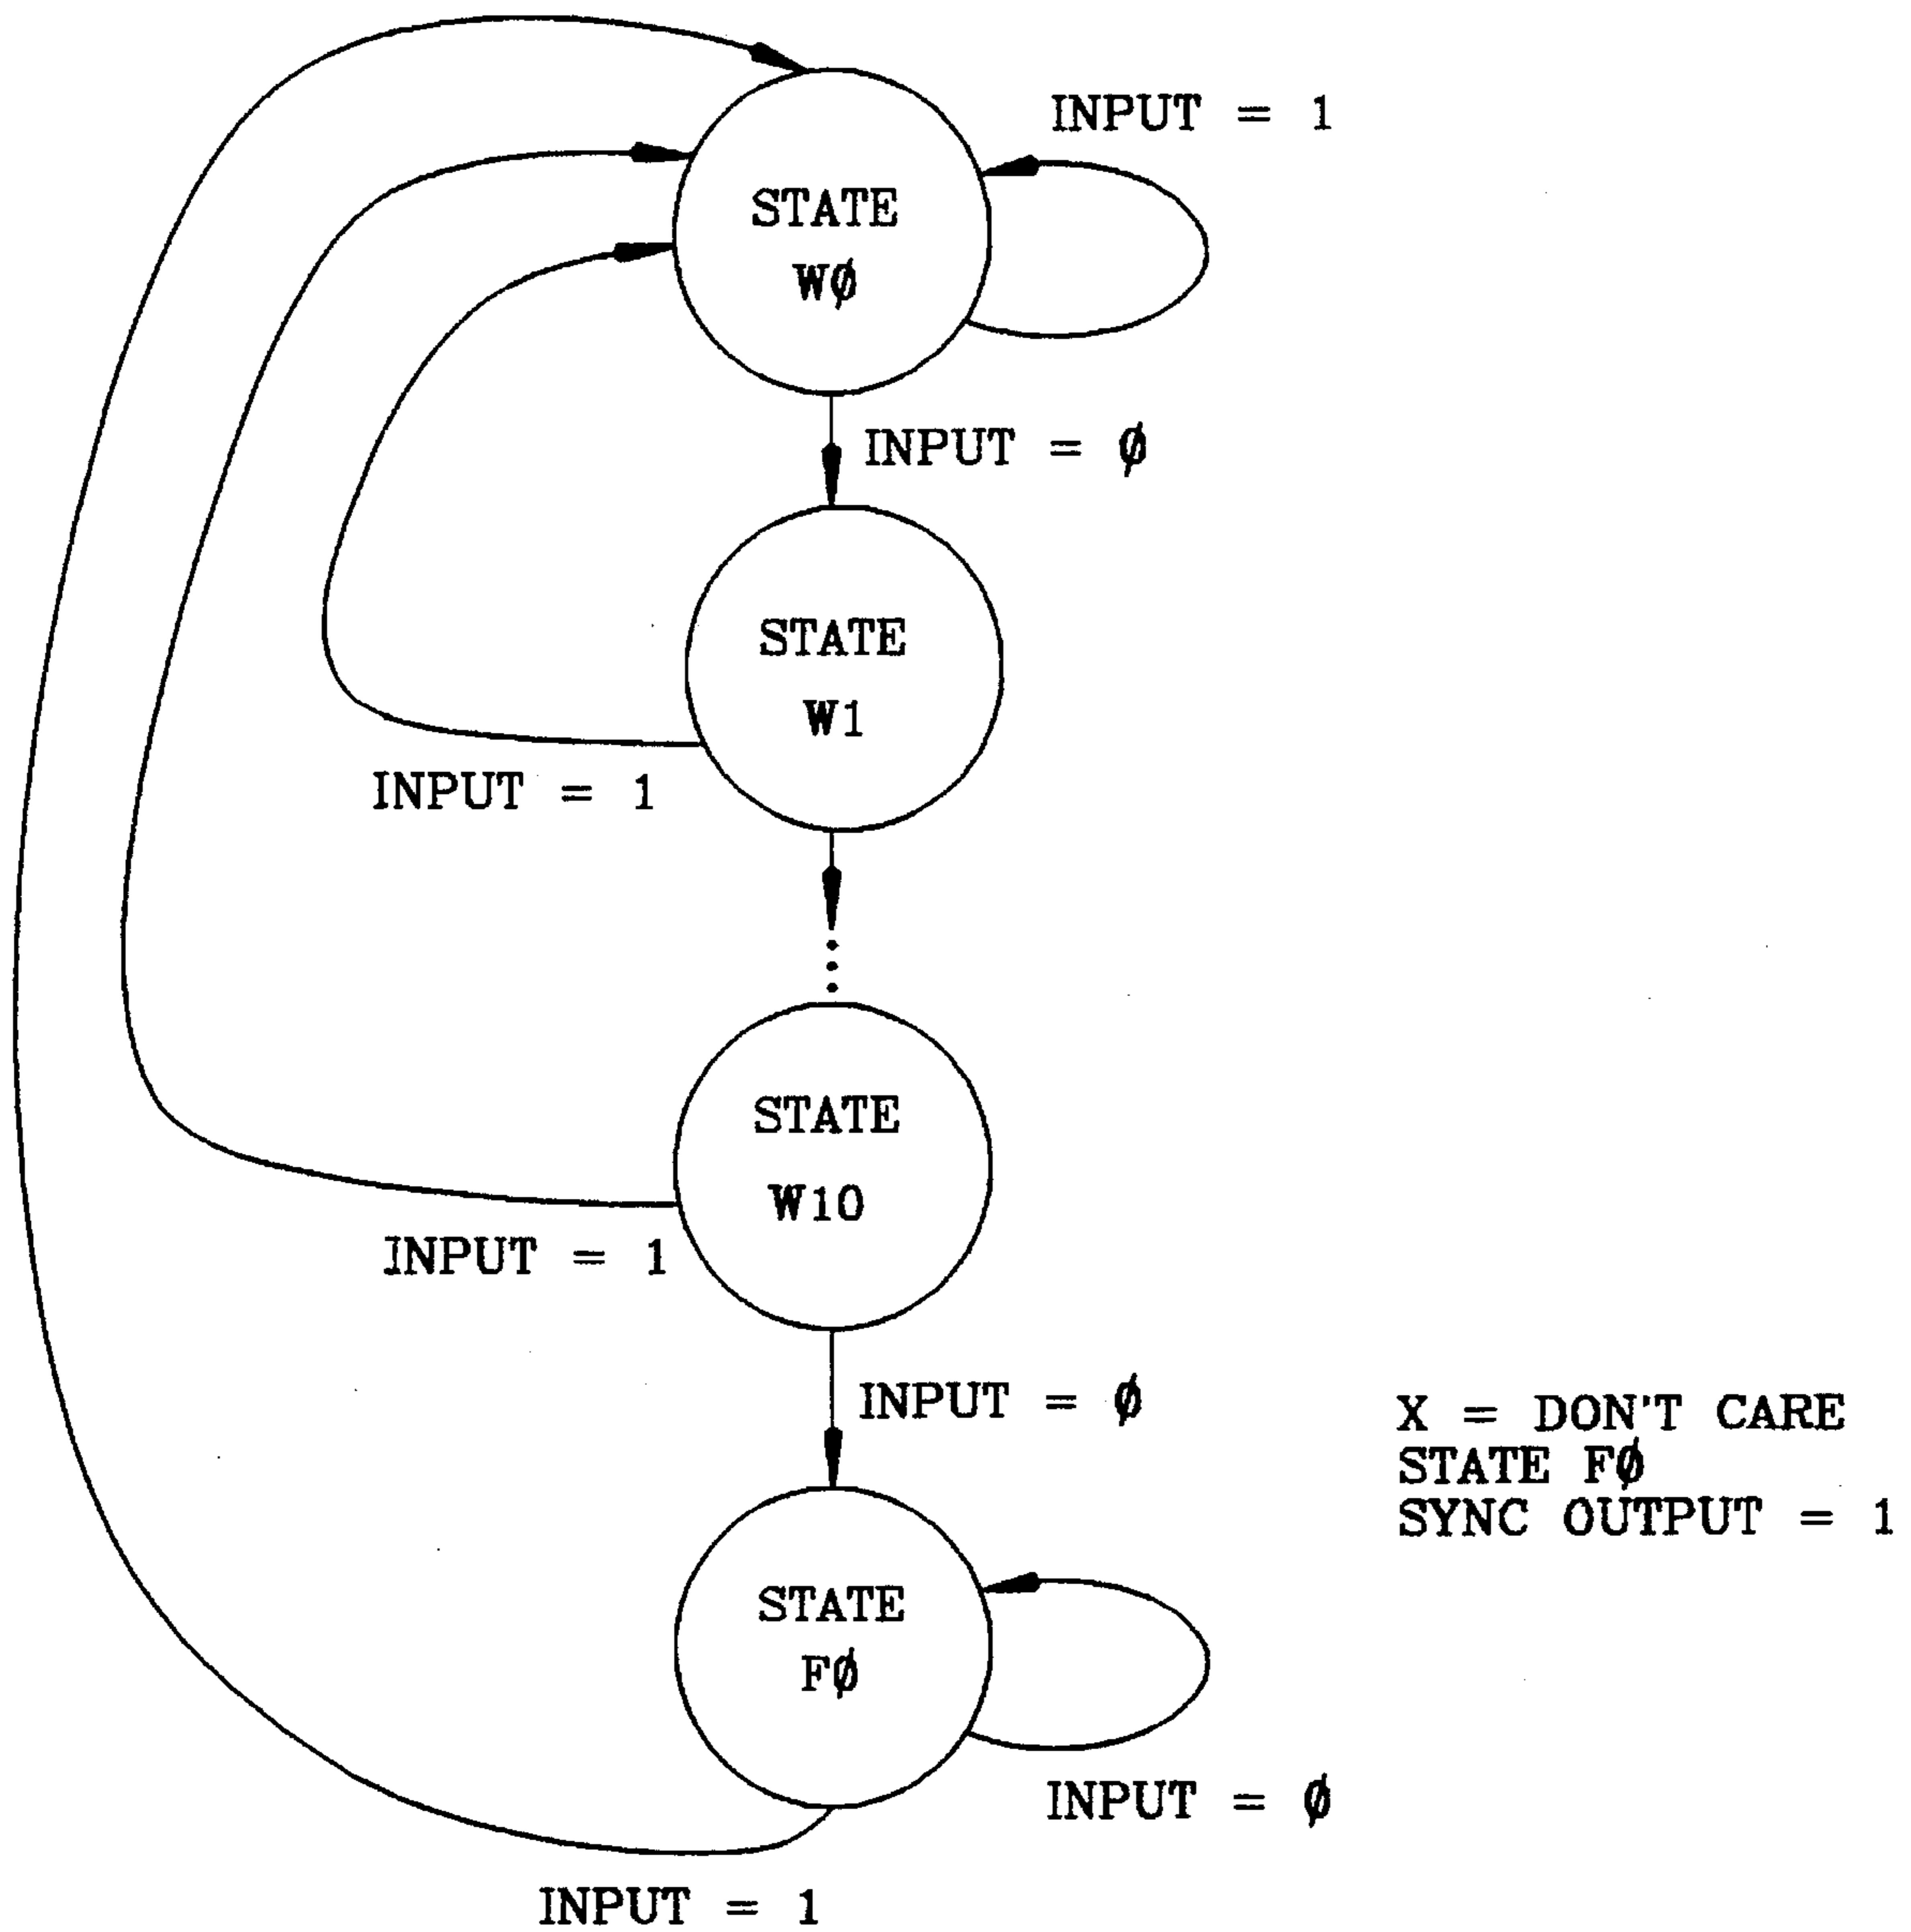 INPUT = 1
STATE
WØ
INPUT = Ø
STATE
W1
INPUT = 1
STATE
W10
INPUT = 1
INPUT = Ø
X = DON'T CARE
STATE FØ
SYNC OUTPUT = 1
STATE
FØ
INPUT = Ø
INPUT = 1